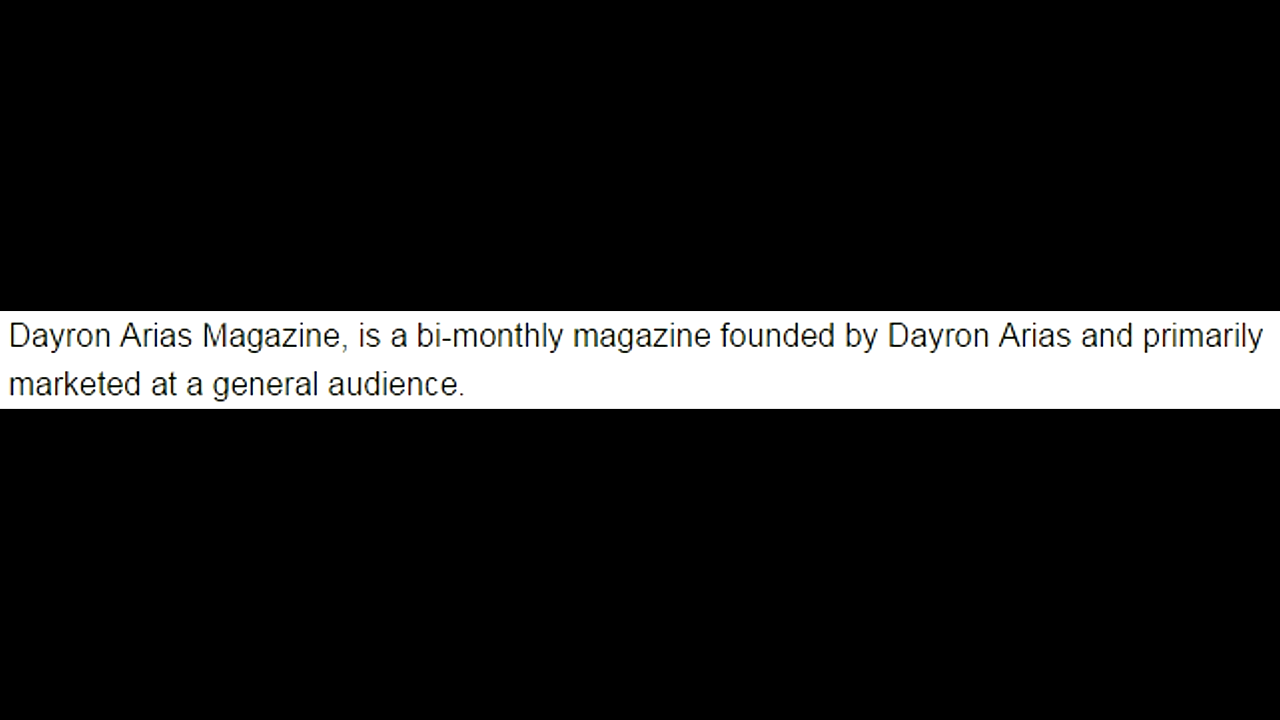 Dayron Arias Magazine, is a bi-monthly magazine founded by Dayron Arias and primarily
marketed at a general audience.